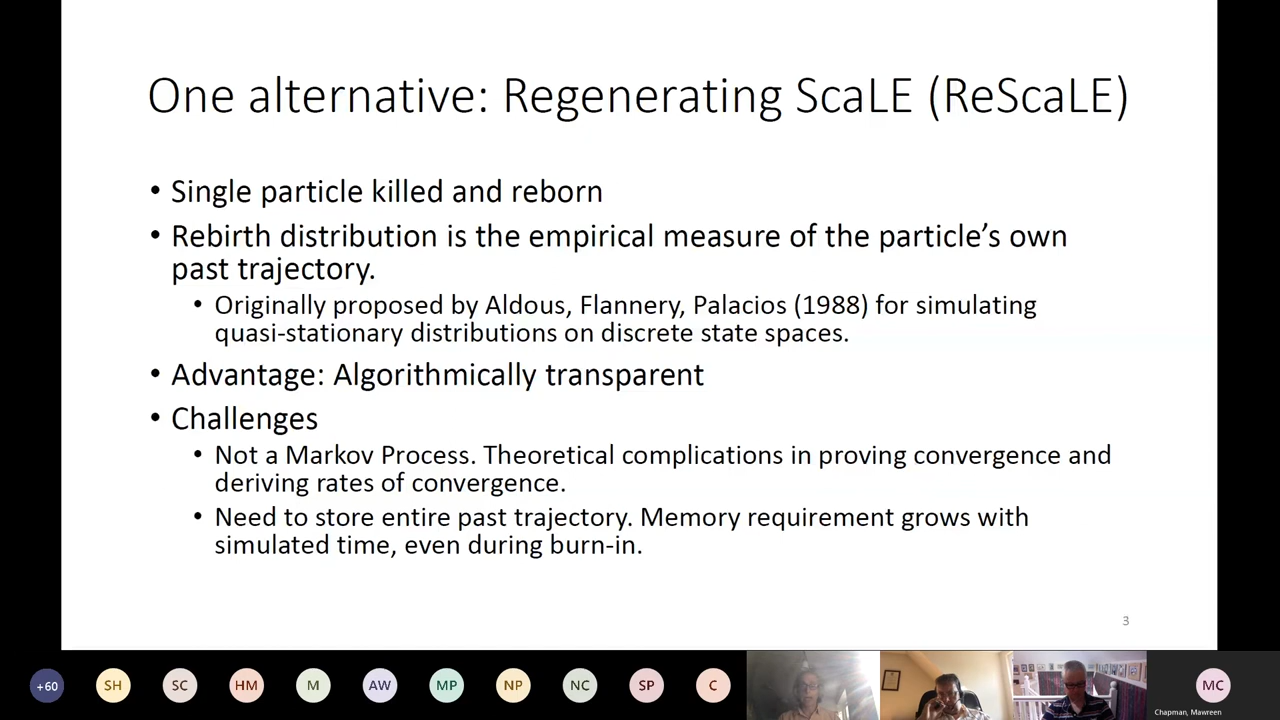 One alternative: Regenerating ScaLE (ReScaLE)
• Single particle killed and reborn
• Rebirth distribution is the empirical measure of the particle’s own
past trajectory.
• Originally proposed by Aldous, Flannery, Palacios (1988) for simulating
quasi-stationary distributions on discrete state spaces.
• Advantage: Algorithmically transparent
• Challenges
• Not a Markov Process. Theoretical complications in proving convergence and
deriving rates of convergence.
• Need to store entire past trajectory. Memory requirement grows with
simulated time, even during burn-in.
3
+60 SH SC HM M AW MP NP NC SP C MC
Chapman, Mawreen